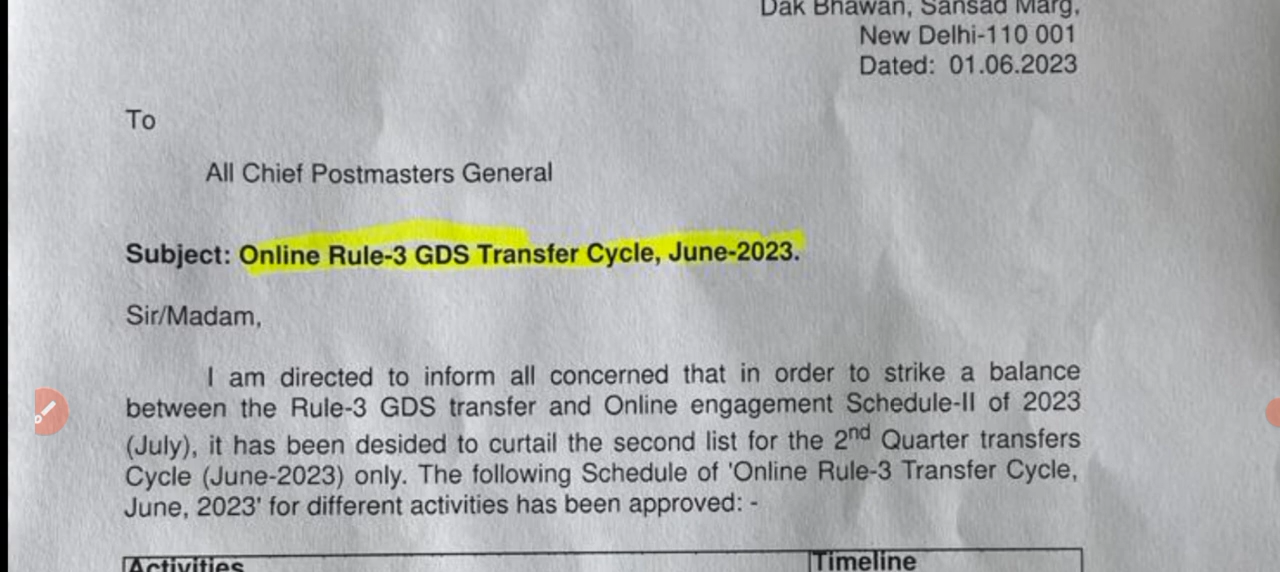 Dak Bhawan, Sansad Marg,
New Delhi-110 001
Dated: 01.06.2023
To
All Chief Postmasters General
Subject: Online Rule-3 GDS Transfer Cycle, June-2023.
Sir/Madam,
I am directed to inform all concerned that in order to strike a balance
between the Rule-3 GDS transfer and Online engagement Schedule-II of 2023
(July), it has been desided to curtail the second list for the 2nd Quarter transfers
Cycle (June-2023) only. The following Schedule of 'Online Rule-3 Transfer Cycle,
June, 2023' for different activities has been approved: -
Activities Timeline